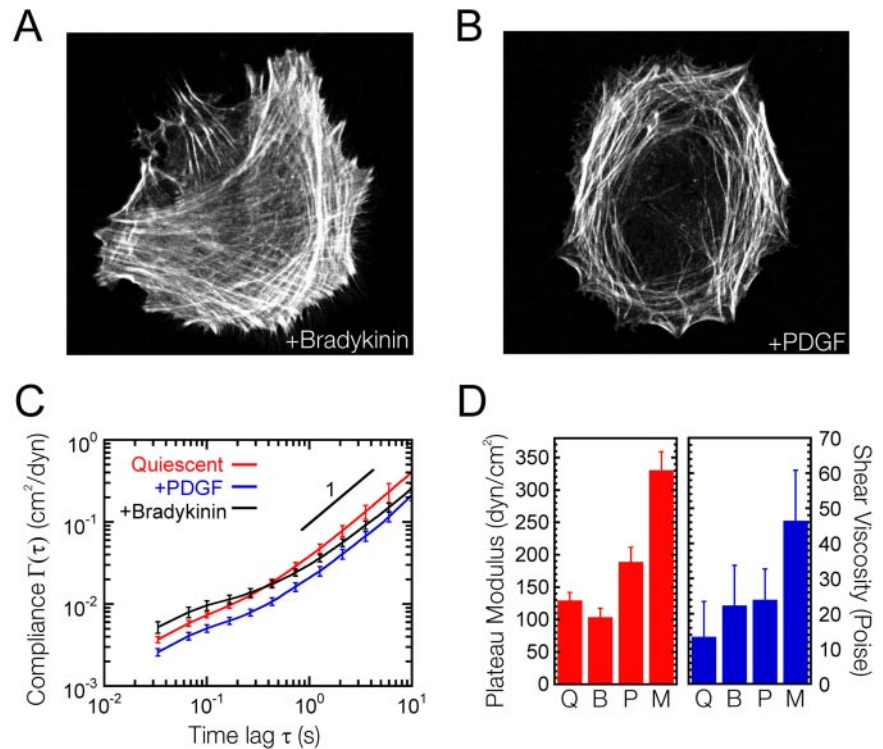 A
B
+Bradykinin
+PDGF
C
D
Compliance Γ(τ) (cm²/dyn)
10⁰
10⁻¹
10⁻²
10⁻³
Quiescent
+PDGF
+Bradykinin
1
10⁻²
10⁻¹
10⁰
10¹
Time lag τ (s)
Plateau Modulus (dyn/cm²)
350
300
250
200
150
100
50
0
Q B P M
Q B P M
70
60
50
40
30
20
10
0
Shear Viscosity (Poise)